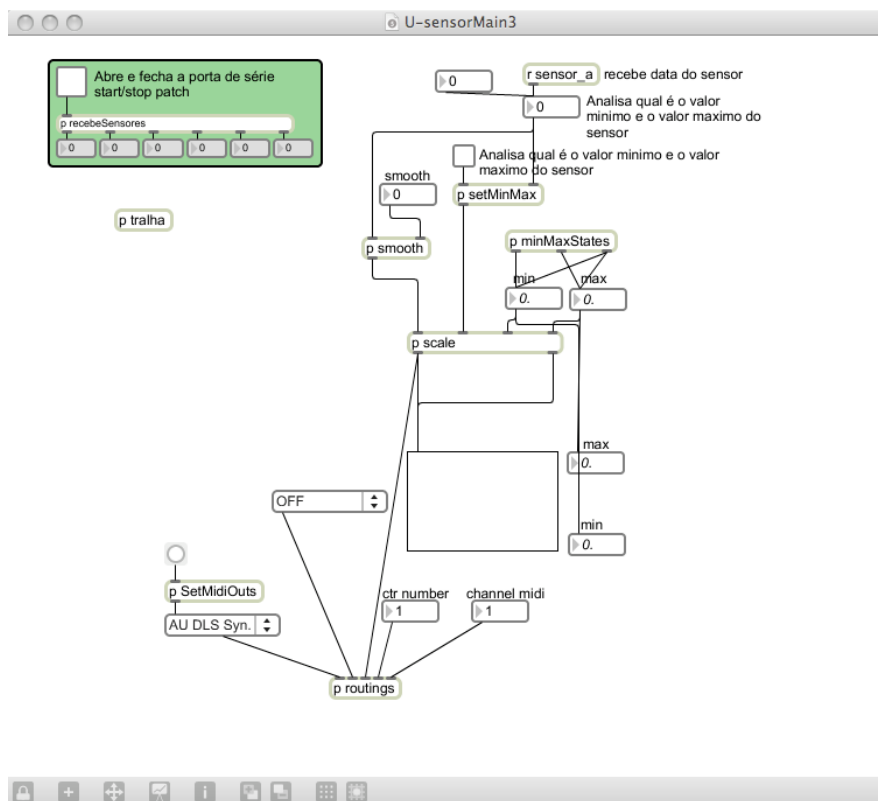 U-sensorMain3
Abre e fecha a porta de série
start/stop patch
p recebeSensores
0 0 0 0 0 0
0
r sensor_a
recebe data do sensor
0
Analisa qual é o valor
minimo e o valor maximo do
sensor
Analisa qual é o valor minimo e o valor
maximo do sensor
smooth
0
p setMinMax
p tralha
p smooth
p minMaxStates
min
max
0.
0.
p scale
max
0.
OFF
min
0.
p SetMidiOuts
ctr number
channel midi
1
1
AU DLS Syn.
p routings